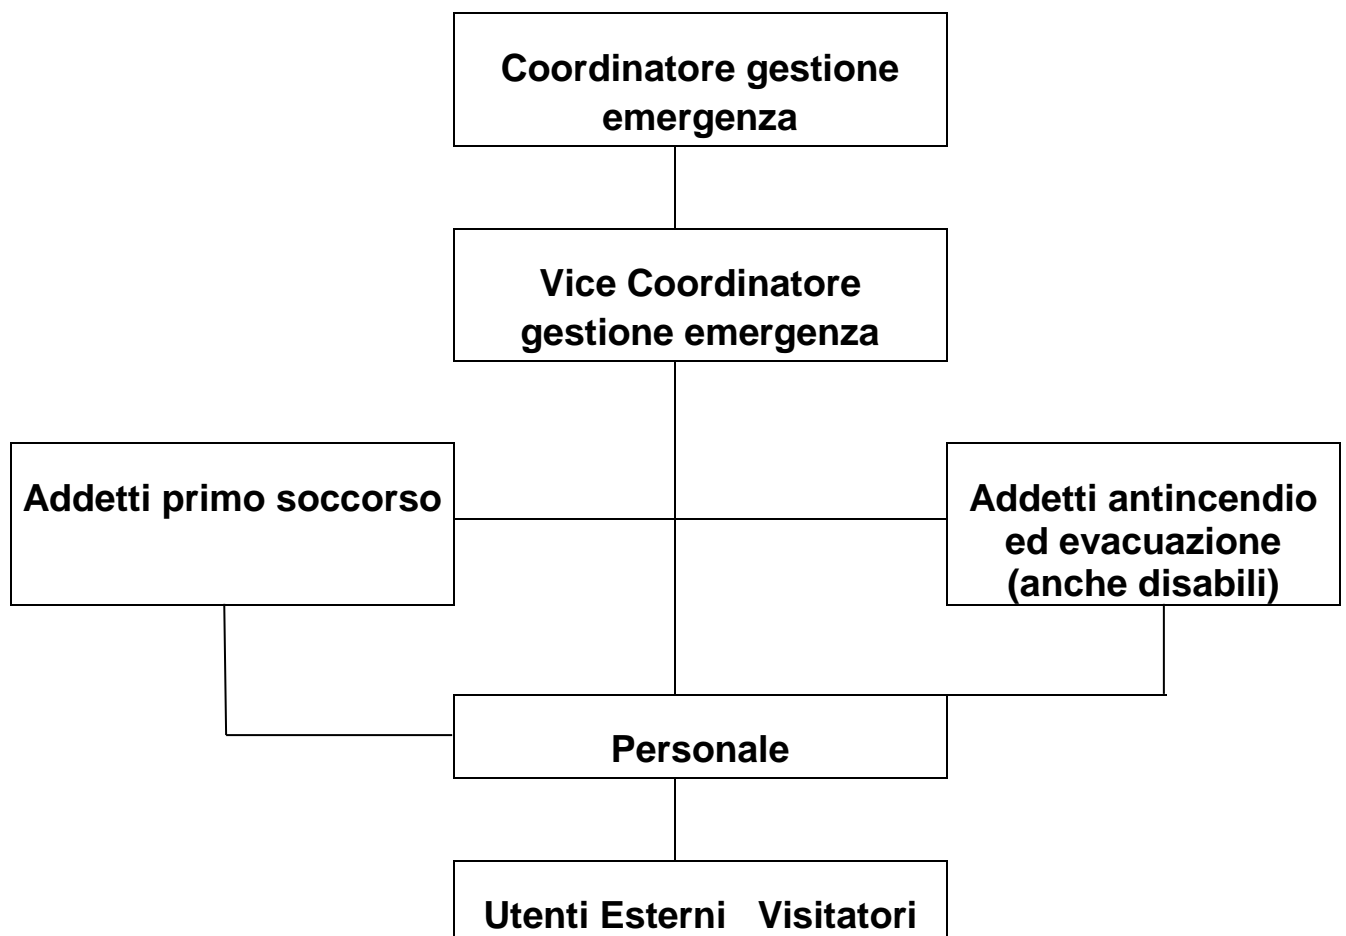 Coordinatore gestione
emergenza
Vice Coordinatore
gestione emergenza
Addetti primo soccorso
Addetti antincendio
ed evacuazione
(anche disabili)
Personale
Utenti Esterni   Visitatori